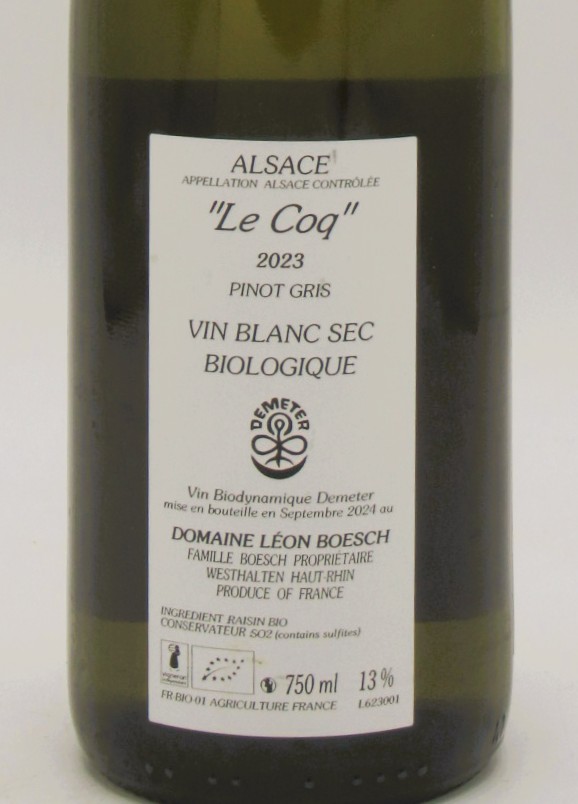 ALSACE
APPELLATION ALSACE CONTRÔLÉE
"Le Coq"
2023
PINOT GRIS
VIN BLANC SEC
BIOLOGIQUE
DEMETER
Vin Biodynamique Demeter
mise en bouteille en Septembre 2024 au
DOMAINE LÉON BOESCH
FAMILLE BOESCH PROPRIÉTAIRE
WESTHALTEN HAUT-RHIN
PRODUCE OF FRANCE
INGREDIENT RAISIN BIO
CONSERVATEUR SO2 (contains sulfites)
750 ml 13 %
FR-BIO-01 AGRICULTURE FRANCE L623001